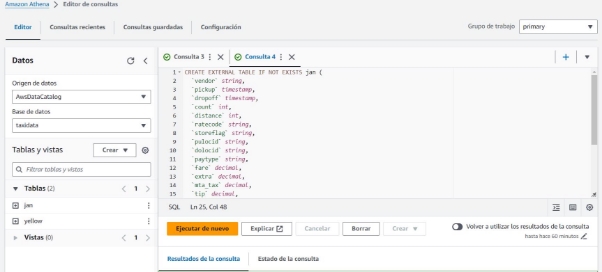 Amazon Athena > Editor de consultas
Editor
Consultas recientes
Consultas guardadas
Configuración
Grupo de trabajo
primary
Datos
Origen de datos
AwsDataCatalog
Base de datos
taxidata
Tablas y vistas
Crear
Filtrar tablas y vistas
Tablas (2)
< 1 >
jan
yellow
Vistas (0)
< 1 >
Consulta 3
Consulta 4
1 CREATE EXTERNAL TABLE IF NOT EXISTS jan (
2 `vendor` string,
3 `pickup` timestamp,
4 `dropoff` timestamp,
5 `count` int,
6 `distance` int,
7 `ratecode` string,
8 `storeflag` string,
9 `pulocid` string,
10 `dolocid` string,
11 `paytype` string,
12 `fare` decimal,
13 `extra` decimal,
14 `mta_tax` decimal,
15 `tip` decimal,
SQL Ln 25, Col 48
Ejecutar de nuevo
Explicar
Cancelar
Borrar
Crear
Volver a utilizar los resultados de la consulta
hasta hace 60 minutos
Resultados de la consulta
Estado de la consulta